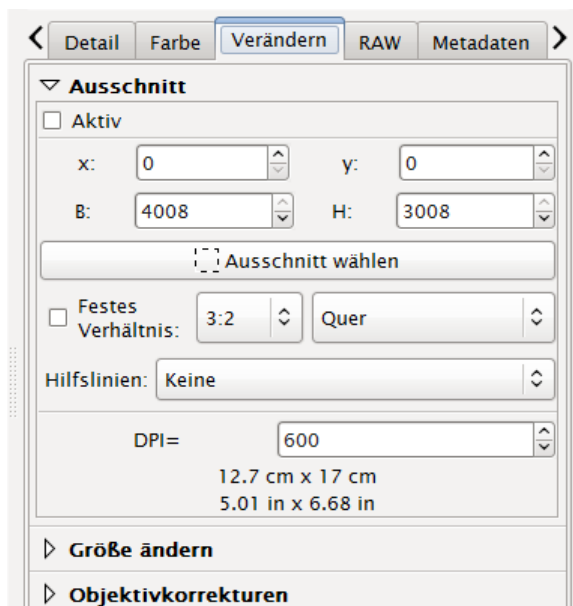 Detail Farbe Verändern RAW Metadaten
Ausschnitt
Aktiv
x: 0 y: 0
B: 4008 H: 3008
Ausschnitt wählen
Festes Verhältnis: 3:2 Quer
Hilfslinien: Keine
DPI= 600
12.7 cm x 17 cm
5.01 in x 6.68 in
Größe ändern
Objektivkorrekturen